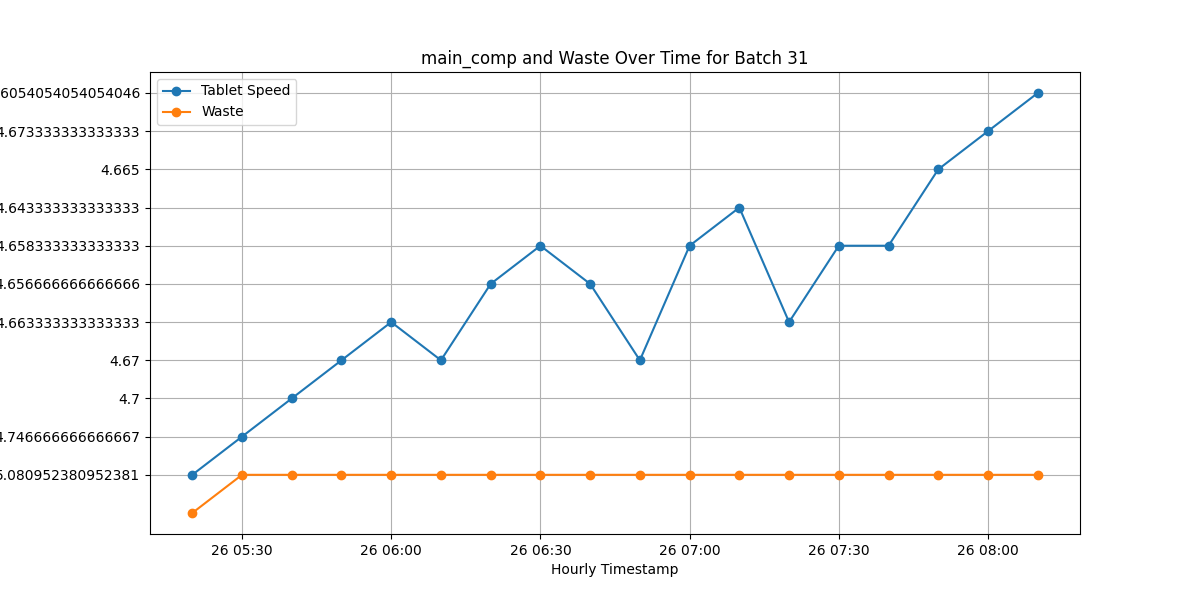 main_comp and Waste Over Time for Batch 31
Tablet Speed
Waste
6054054054054046
4.673333333333333
4.665
4.643333333333333
4.658333333333333
4.656666666666666
4.663333333333333
4.67
4.7
4.746666666666667
5.080952380952381
26 05:30 26 06:00 26 06:30 26 07:00 26 07:30 26 08:00
Hourly Timestamp